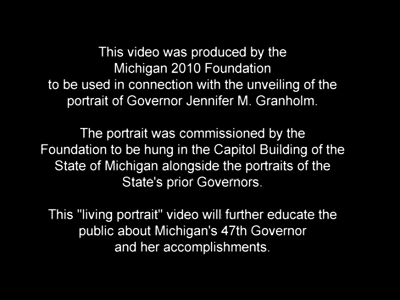 This video was produced by the
Michigan 2010 Foundation
to be used in connection with the unveiling of the
portrait of Governor Jennifer M. Granholm.
The portrait was commissioned by the
Foundation to be hung in the Capitol Building of the
State of Michigan alongside the portraits of the
State's prior Governors.
This "living portrait" video will further educate the
public about Michigan's 47th Governor
and her accomplishments.